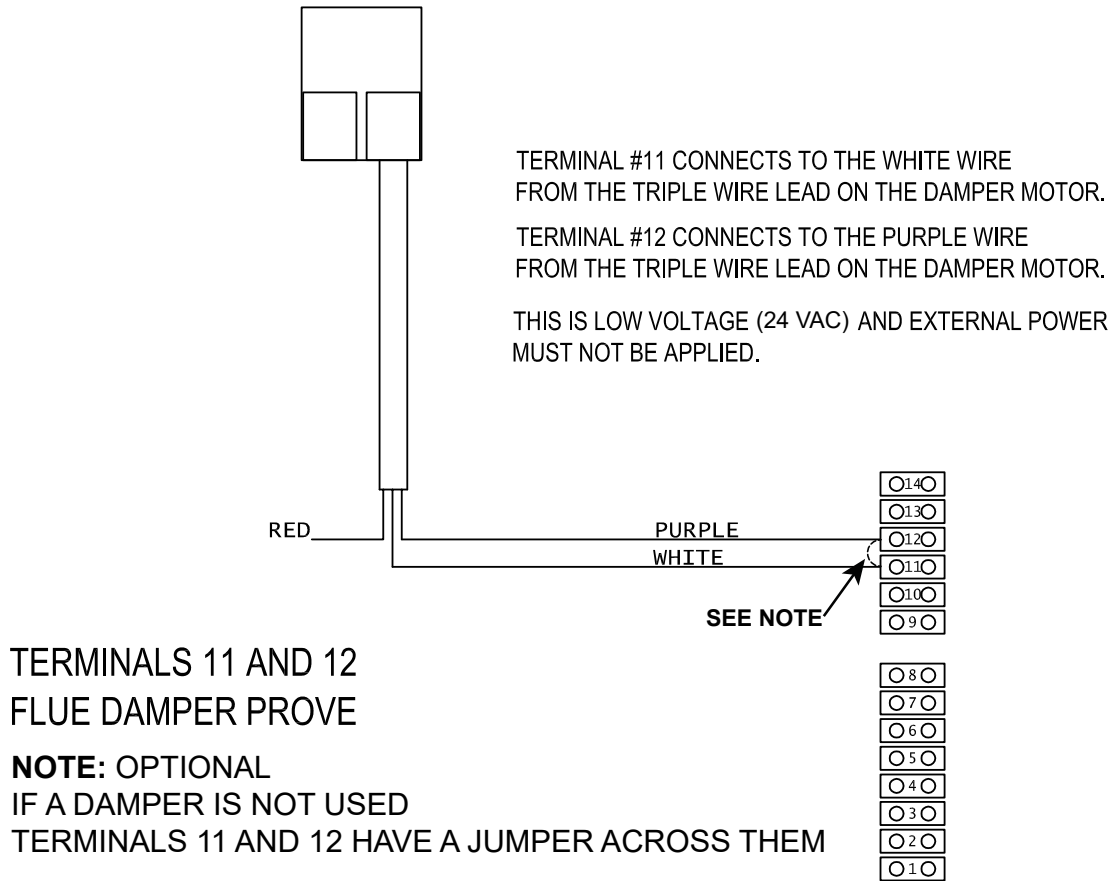 TERMINAL #11 CONNECTS TO THE WHITE WIRE
FROM THE TRIPLE WIRE LEAD ON THE DAMPER MOTOR.
TERMINAL #12 CONNECTS TO THE PURPLE WIRE
FROM THE TRIPLE WIRE LEAD ON THE DAMPER MOTOR.
THIS IS LOW VOLTAGE (24 VAC) AND EXTERNAL POWER
MUST NOT BE APPLIED.
RED
PURPLE
WHITE
SEE NOTE
14
13
12
11
10
9
8
7
6
5
4
3
2
1
TERMINALS 11 AND 12
FLUE DAMPER PROVE
NOTE: OPTIONAL
IF A DAMPER IS NOT USED
TERMINALS 11 AND 12 HAVE A JUMPER ACROSS THEM